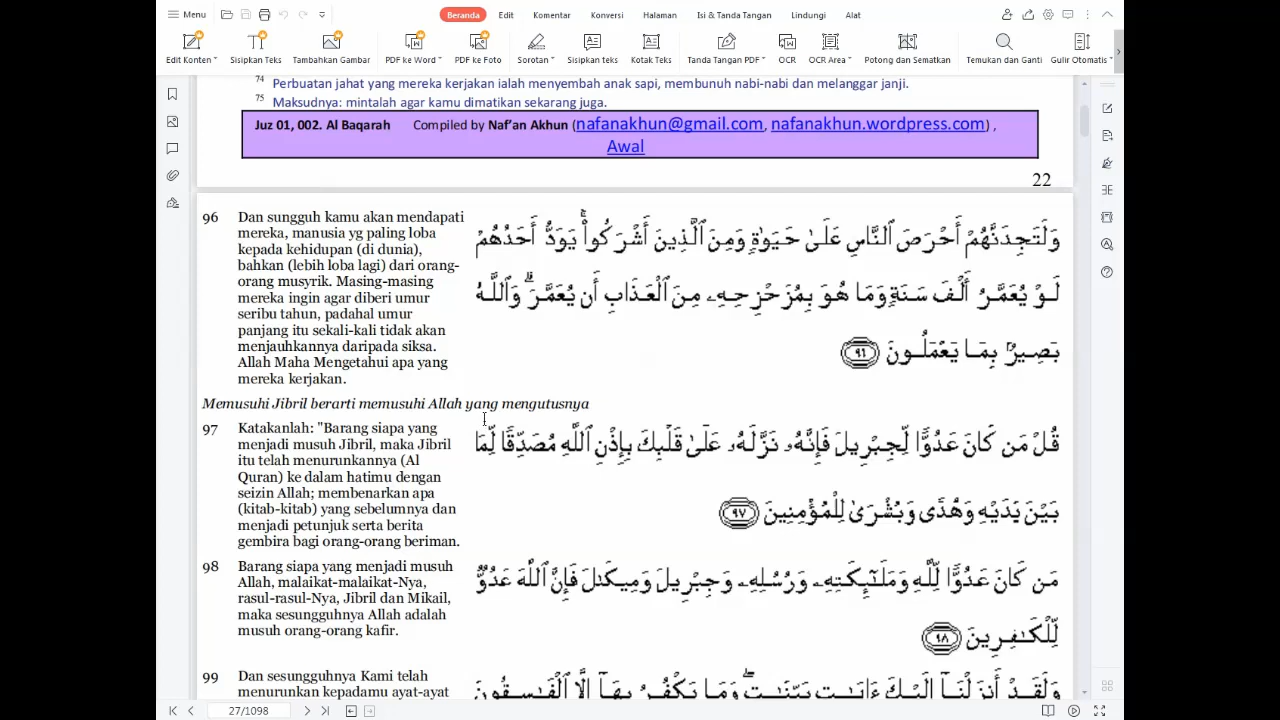 Menu
Beranda Edit Komentar Konversi Halaman Isi & Tanda Tangan Lindungi Alat
Edit Konten Sisipkan Teks Tambahkan Gambar PDF ke Word PDF ke Foto Sorotan Sisipkan teks Kotak Teks Tanda Tangan PDF OCR OCR Area Potong dan Sematkan Temukan dan Ganti Gulir Otomatis
74 Perbuatan jahat yang mereka kerjakan ialah menyembah anak sapi, membunuh nabi-nabi dan melanggar janji.
75 Maksudnya: mintalah agar kamu dimatikan sekarang juga.
Juz 01, 002. Al Baqarah Compiled by Naf'an Akhun (nafanakhun@gmail.com, nafanakhun.wordpress.com) ,
Awal
22
96 Dan sungguh kamu akan mendapati
mereka, manusia yg paling loba
kepada kehidupan (di dunia),
bahkan (lebih loba lagi) dari orang-
orang musyrik. Masing-masing
mereka ingin agar diberi umur
seribu tahun, padahal umur
panjang itu sekali-kali tidak akan
menjauhkannya daripada siksa.
Allah Maha Mengetahui apa yang
mereka kerjakan.
وَلَتَجِدَنَّهُمْ أَحْرَصَ ٱلنَّاسِ عَلَىٰ حَيَوٰةٍ وَمِنَ ٱلَّذِينَ أَشْرَكُوا۟ ۚ يَوَدُّ أَحَدُهُمْ
لَوْ يُعَمَّرُ أَلْفَ سَنَةٍ وَمَا هُوَ بِمُزَحْزِحِهِۦ مِنَ ٱلْعَذَابِ أَن يُعَمَّرَ ۗ وَٱللَّهُ
بَصِيرٌۢ بِمَا يَعْمَلُونَ ٩٦
Memusuhi Jibril berarti memusuhi Allah yang mengutusnya
97 Katakanlah: "Barang siapa yang
menjadi musuh Jibril, maka Jibril
itu telah menurunkannya (Al
Quran) ke dalam hatimu dengan
seizin Allah; membenarkan apa
(kitab-kitab) yang sebelumnya dan
menjadi petunjuk serta berita
gembira bagi orang-orang beriman.
قُلْ مَن كَانَ عَدُوًّا لِّجِبْرِيلَ فَإِنَّهُۥ نَزَّلَهُۥ عَلَىٰ قَلْبِكَ بِإِذْنِ ٱللَّهِ مُصَدِّقًا لِّمَا
بَيْنَ يَدَيْهِ وَهُدًى وَبُشْرَىٰ لِلْمُؤْمِنِينَ ٩٧
98 Barang siapa yang menjadi musuh
Allah, malaikat-malaikat-Nya,
rasul-rasul-Nya, Jibril dan Mikail,
maka sesungguhnya Allah adalah
musuh orang-orang kafir.
مَن كَانَ عَدُوًّا لِّلَّهِ وَمَلَـٰٓئِكَتِهِۦ وَرُسُلِهِۦ وَجِبْرِيلَ وَمِيكَىٰلَ فَإِنَّ ٱللَّهَ عَدُوٌّ
لِّلْكَـٰفِرِينَ ٩٨
99 Dan sesungguhnya Kami telah
menurunkan kepadamu ayat-ayat
وَلَقَدْ أَنزَلْنَآ إِلَيْكَ ءَايَـٰتٍۭ بَيِّنَـٰتٍ ۖ وَمَا يَكْفُرُ بِهَآ إِلَّا ٱلْفَـٰسِقُونَ
27/1098